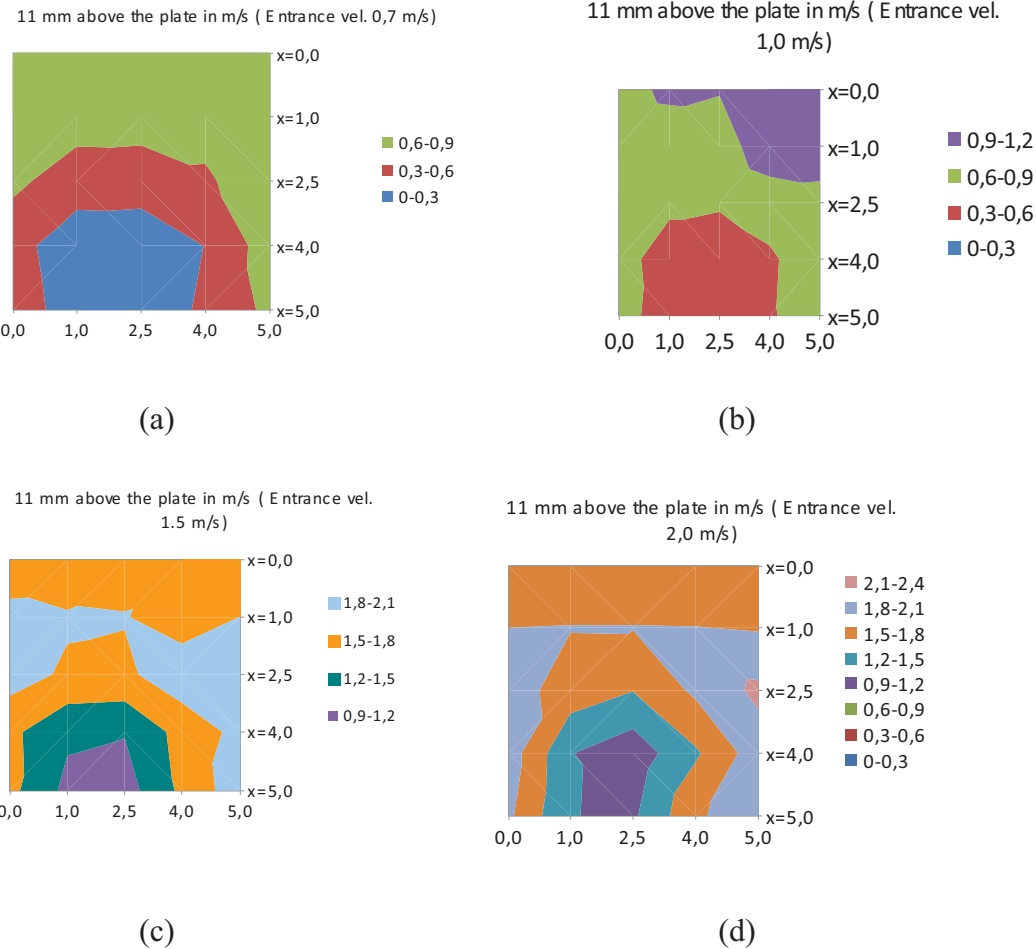 11 mm above the plate in m/s ( Entrance vel. 0,7 m/s)
x=0,0
x=1,0
x=2,5
x=4,0
x=5,0
0,0 1,0 2,5 4,0 5,0
0,6-0,9
0,3-0,6
0-0,3
(a)
11 mm above the plate in m/s ( Entrance vel.
1,0 m/s)
x=0,0
x=1,0
x=2,5
x=4,0
x=5,0
0,0 1,0 2,5 4,0 5,0
0,9-1,2
0,6-0,9
0,3-0,6
0-0,3
(b)
11 mm above the plate in m/s ( Entrance vel.
1.5 m/s)
x=0,0
x=1,0
x=2,5
x=4,0
x=5,0
0,0 1,0 2,5 4,0 5,0
1,8-2,1
1,5-1,8
1,2-1,5
0,9-1,2
(c)
11 mm above the plate in m/s ( Entrance vel.
2,0 m/s)
x=0,0
x=1,0
x=2,5
x=4,0
x=5,0
0,0 1,0 2,5 4,0 5,0
2,1-2,4
1,8-2,1
1,5-1,8
1,2-1,5
0,9-1,2
0,6-0,9
0,3-0,6
0-0,3
(d)